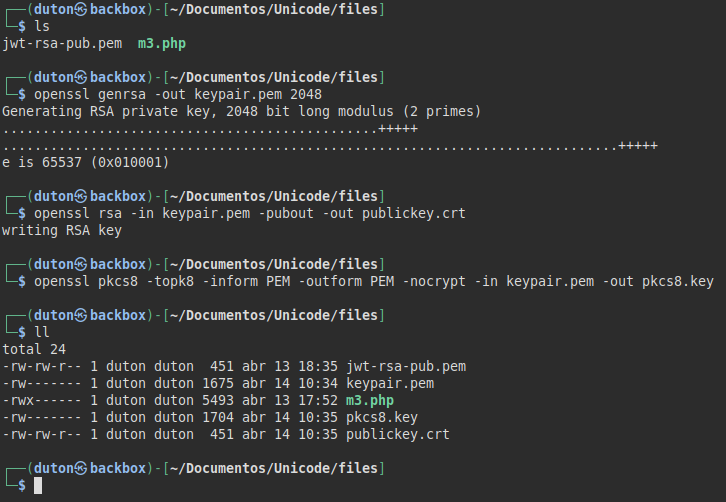 ┌──(duton㉿backbox)-[~/Documentos/Unicode/files]
└─$ ls
jwt-rsa-pub.pem  m3.php
┌──(duton㉿backbox)-[~/Documentos/Unicode/files]
└─$ openssl genrsa -out keypair.pem 2048
Generating RSA private key, 2048 bit long modulus (2 primes)
...............................................+++++
.............................................................................+++++
e is 65537 (0x010001)
┌──(duton㉿backbox)-[~/Documentos/Unicode/files]
└─$ openssl rsa -in keypair.pem -pubout -out publickey.crt
writing RSA key
┌──(duton㉿backbox)-[~/Documentos/Unicode/files]
└─$ openssl pkcs8 -topk8 -inform PEM -outform PEM -nocrypt -in keypair.pem -out pkcs8.key
┌──(duton㉿backbox)-[~/Documentos/Unicode/files]
└─$ ll
total 24
-rw-rw-r-- 1 duton duton  451 abr 13 18:35 jwt-rsa-pub.pem
-rw------- 1 duton duton 1675 abr 14 10:34 keypair.pem
-rwx------ 1 duton duton 5493 abr 13 17:52 m3.php
-rw------- 1 duton duton 1704 abr 14 10:35 pkcs8.key
-rw-rw-r-- 1 duton duton  451 abr 14 10:35 publickey.crt
┌──(duton㉿backbox)-[~/Documentos/Unicode/files]
└─$